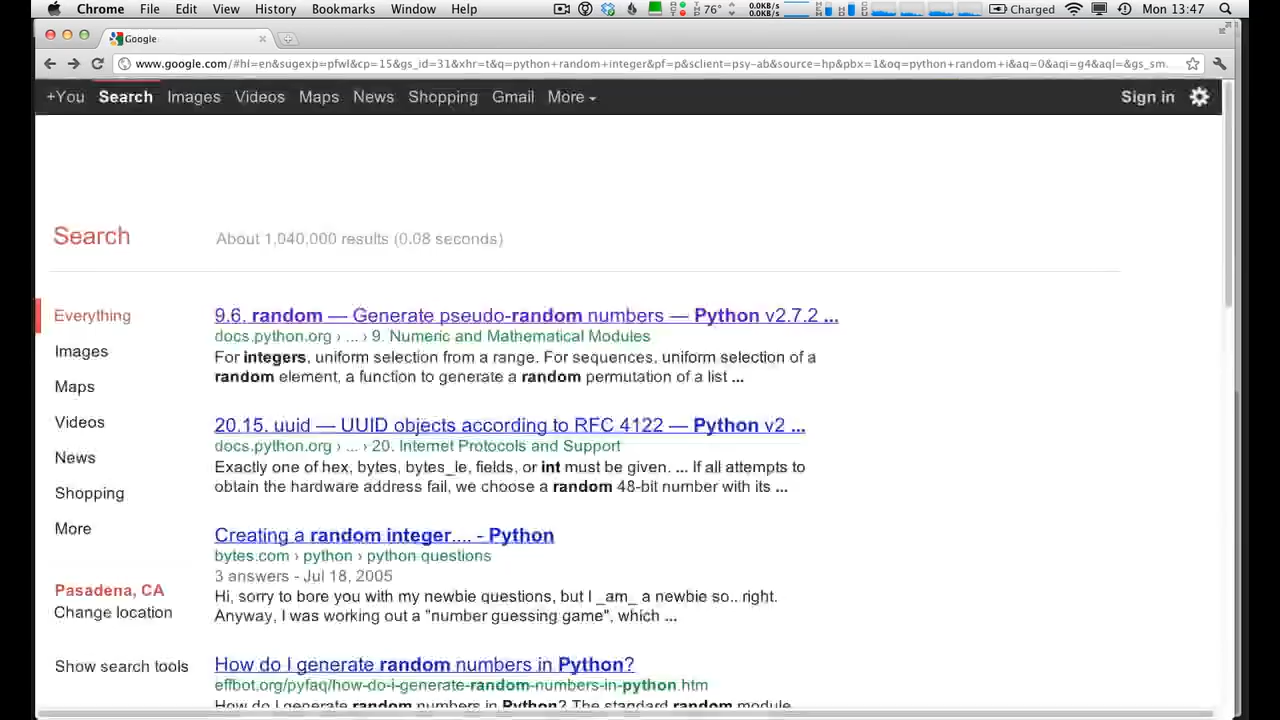 Chrome File Edit View History Bookmarks Window Help 76° 0.0KB/s 0.0KB/s Charged Mon 13:47
Google
www.google.com/#hl=en&sugexp=pfwl&cp=15&gs_id=31&xhr=t&q=python+random+integer&pf=p&sclient=psy-ab&source=hp&pbx=1&oq=python+random+i&aq=0&aqi=g4&aql=&gs_sm...
+You Search Images Videos Maps News Shopping Gmail More Sign in
Search About 1,040,000 results (0.08 seconds)
Everything
Images
Maps
Videos
News
Shopping
More
Pasadena, CA
Change location
Show search tools
9.6. random — Generate pseudo-random numbers — Python v2.7.2 ...
docs.python.org › ... › 9. Numeric and Mathematical Modules
For integers, uniform selection from a range. For sequences, uniform selection of a
random element, a function to generate a random permutation of a list ...
20.15. uuid — UUID objects according to RFC 4122 — Python v2 ...
docs.python.org › ... › 20. Internet Protocols and Support
Exactly one of hex, bytes, bytes_le, fields, or int must be given. ... If all attempts to
obtain the hardware address fail, we choose a random 48-bit number with its ...
Creating a random integer.... - Python
bytes.com › python › python questions
3 answers - Jul 18, 2005
Hi, sorry to bore you with my newbie questions, but I _am_ a newbie so.. right.
Anyway, I was working out a "number guessing game", which ...
How do I generate random numbers in Python?
effbot.org/pyfaq/how-do-i-generate-random-numbers-in-python.htm
How do I generate random numbers in Python? The standard random module